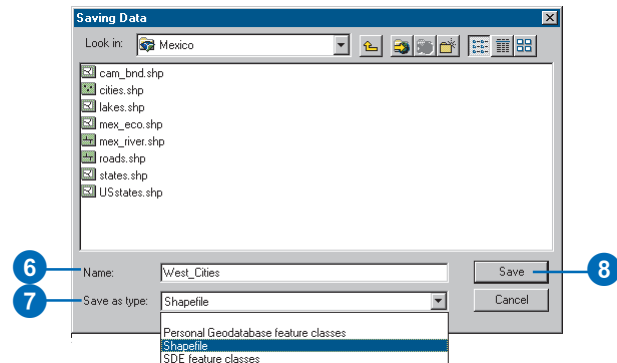 Saving Data
Look in: Mexico
cam_bnd.shp
cities.shp
lakes.shp
mex_eco.shp
mex_river.shp
roads.shp
states.shp
USstates.shp
6 Name: West_Cities Save 8
7 Save as type: Shapefile Cancel
Personal Geodatabase feature classes
Shapefile
SDE feature classes